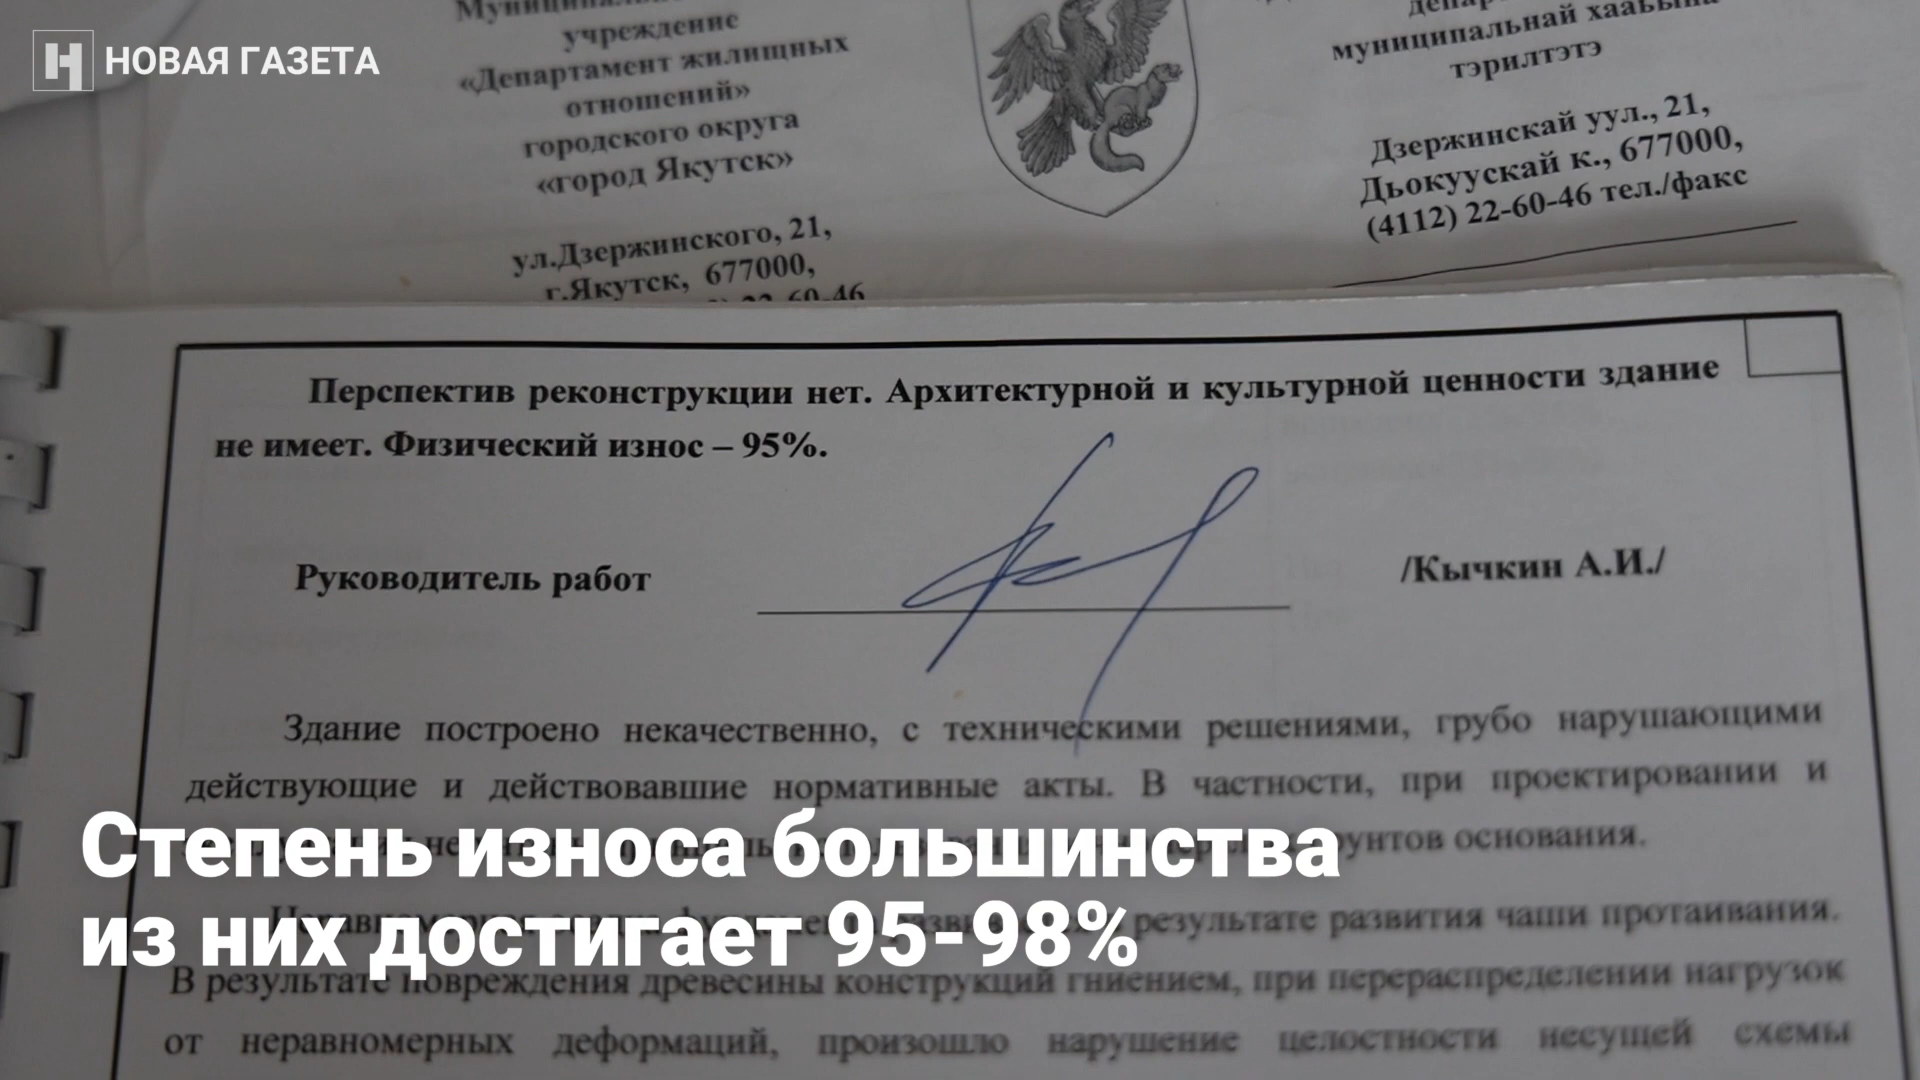 НОВАЯ ГАЗЕТА
учреждение
«Департамент жилищных
отношений»
городского округа
«город Якутск»
ул.Дзержинского, 21,
г.Якутск, 677000,
22-60-46
муниципальнай хааһына
тэрилтэтэ
Дзержинскай уул., 21,
Дьокуускай к., 677000,
(4112) 22-60-46 тел./факс
Перспектив реконструкции нет. Архитектурной и культурной ценности здание
не имеет. Физический износ – 95%.
Руководитель работ
/Кычкин А.И./
Здание построено некачественно, с техническими решениями, грубо нарушающими
действующие и действовавшие нормативные акты. В частности, при проектировании и
основания.
результате развития чаши протаивания.
В результате повреждения древесины конструкций гниением, при перераспределении нагрузок
от неравномерных деформаций, произошло нарушение целостности несущей схемы
Степень износа большинства
из них достигает 95-98%